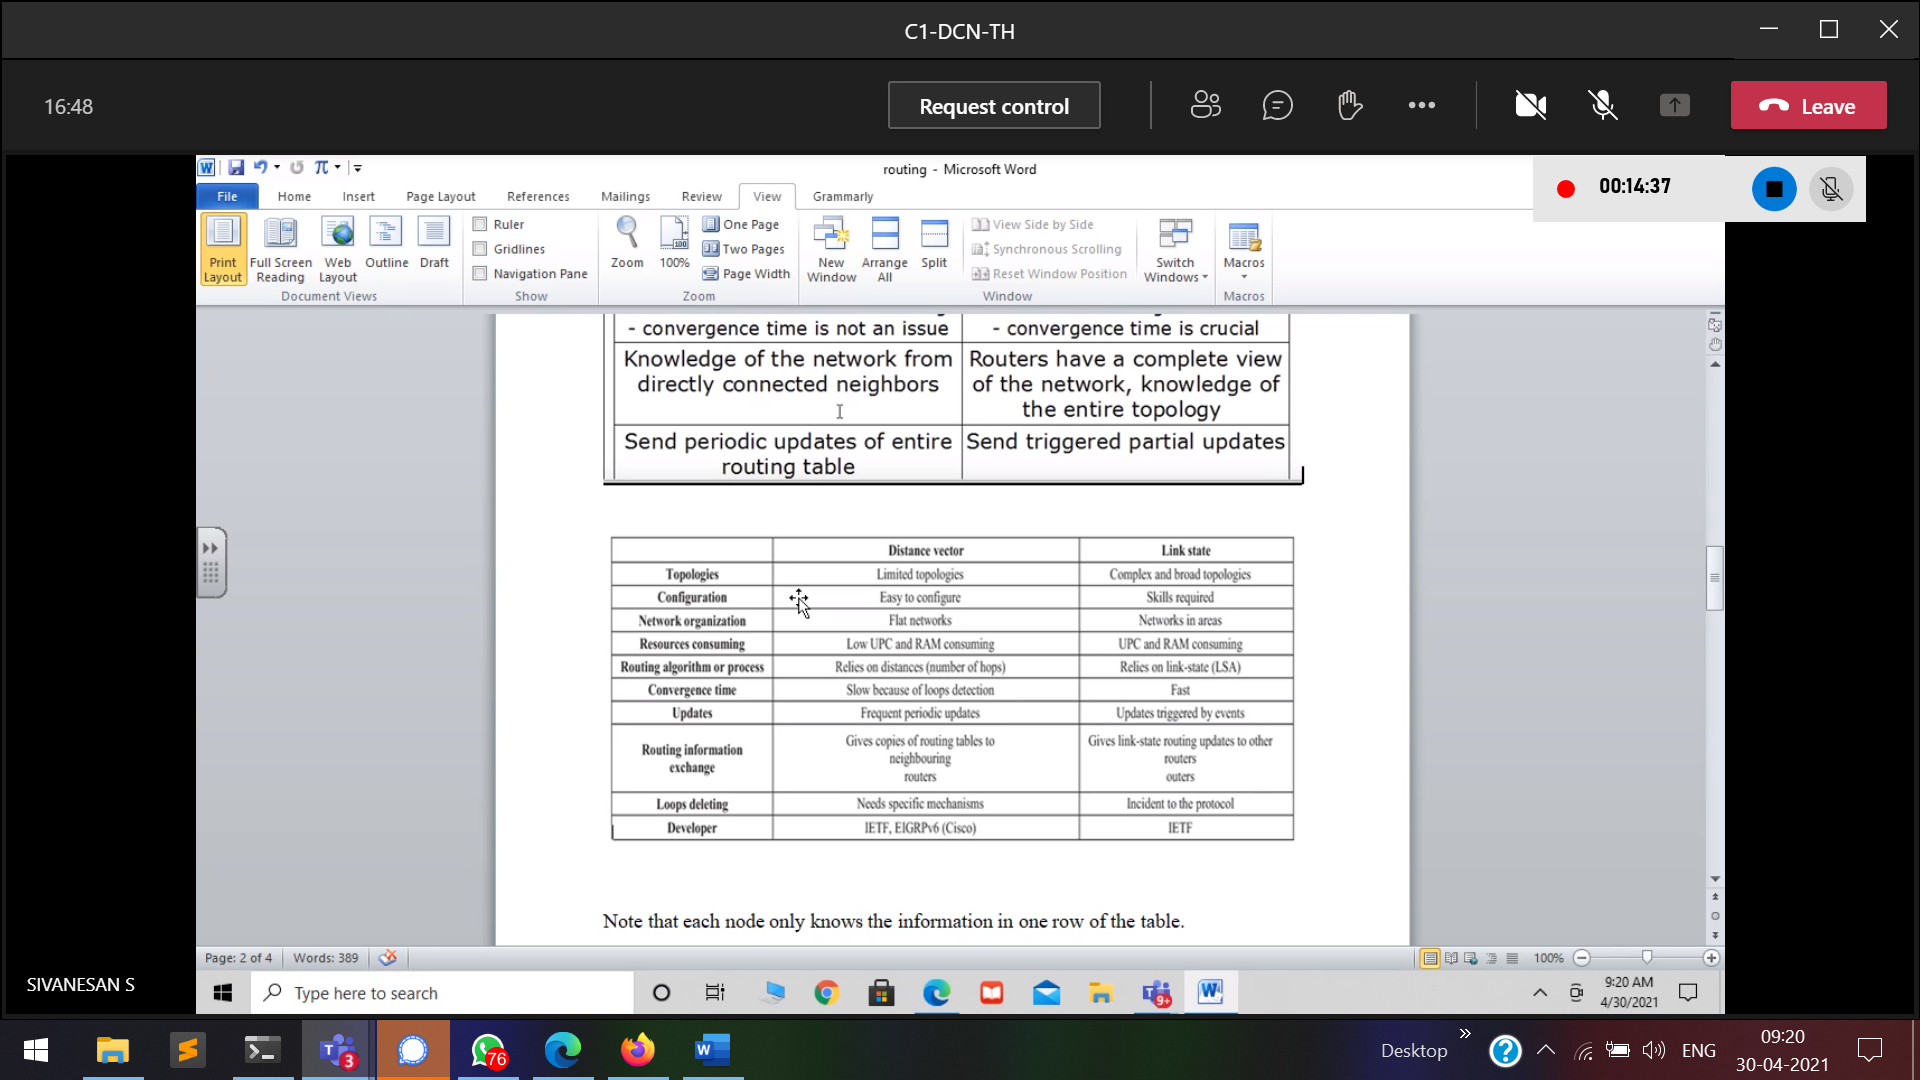 C1-DCN-TH
16:48
Request control
Leave
routing - Microsoft Word
00:14:37
File Home Insert Page Layout References Mailings Review View Grammarly
Print Layout
Full Screen Reading
Web Layout
Outline
Draft
Document Views
Ruler
Gridlines
Navigation Pane
Show
Zoom
100%
One Page
Two Pages
Page Width
Zoom
New Window
Arrange All
Split
View Side by Side
Synchronous Scrolling
Reset Window Position
Window
Switch Windows
Macros
Macros
- convergence time is not an issue
- convergence time is crucial
Knowledge of the network from
directly connected neighbors
Routers have a complete view
of the network, knowledge of
the entire topology
Send periodic updates of entire
routing table
Send triggered partial updates
Distance vector Link state
Topologies Limited topologies Complex and broad topologies
Configuration Easy to configure Skills required
Network organization Flat networks Networks in areas
Resources consuming Low UPC and RAM consuming UPC and RAM consuming
Routing algorithm or process Relies on distances (number of hops) Relies on link-state (LSA)
Convergence time Slow because of loops detection Fast
Updates Frequent periodic updates Updates triggered by events
Routing information
exchange
Gives copies of routing tables to
neighbouring
routers
Gives link-state routing updates to other
routers
outers
Loops deleting Needs specific mechanisms Incident to the protocol
Developer IETF, EIGRPv6 (Cisco) IETF
Note that each node only knows the information in one row of the table.
Page: 2 of 4 Words: 389
100%
SIVANESAN S
Type here to search
9+
9:20 AM
4/30/2021
3
76
Desktop
ENG
09:20
30-04-2021